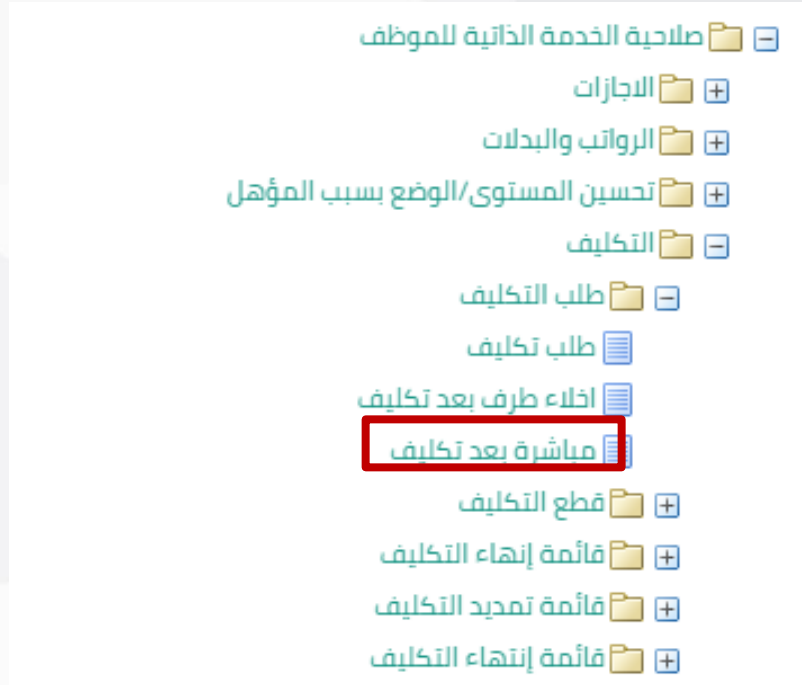 صلاحية الخدمة الذاتية للموظف
الاجازات
الرواتب والبدلات
تحسين المستوى/الوضع بسبب المؤهل
التكليف
طلب التكليف
طلب تكليف
اخلاء طرف بعد تكليف
مباشرة بعد تكليف
قطع التكليف
قائمة إنهاء التكليف
قائمة تمديد التكليف
قائمة إنتهاء التكليف